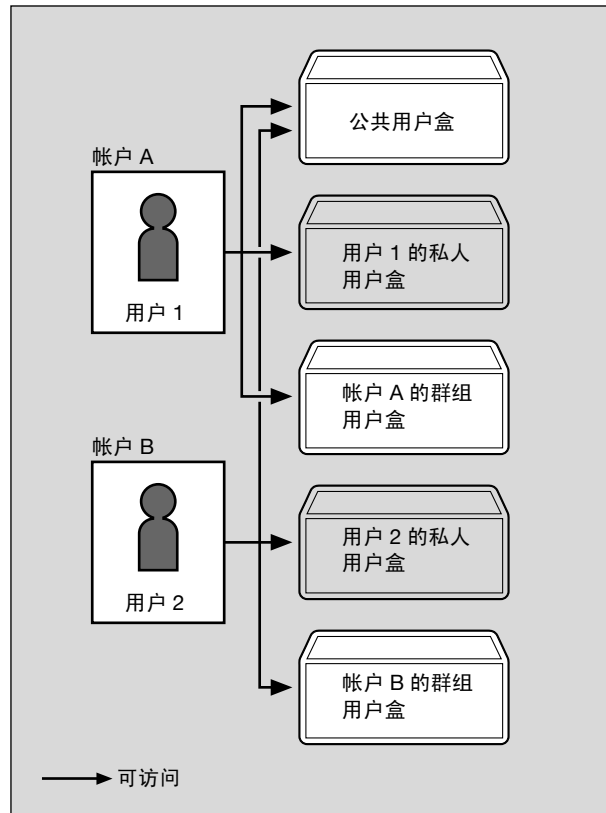 公共用户盒
帐户 A
用户 1
用户 1 的私人
用户盒
帐户 A 的群组
用户盒
帐户 B
用户 2
用户 2 的私人
用户盒
帐户 B 的群组
用户盒
可访问